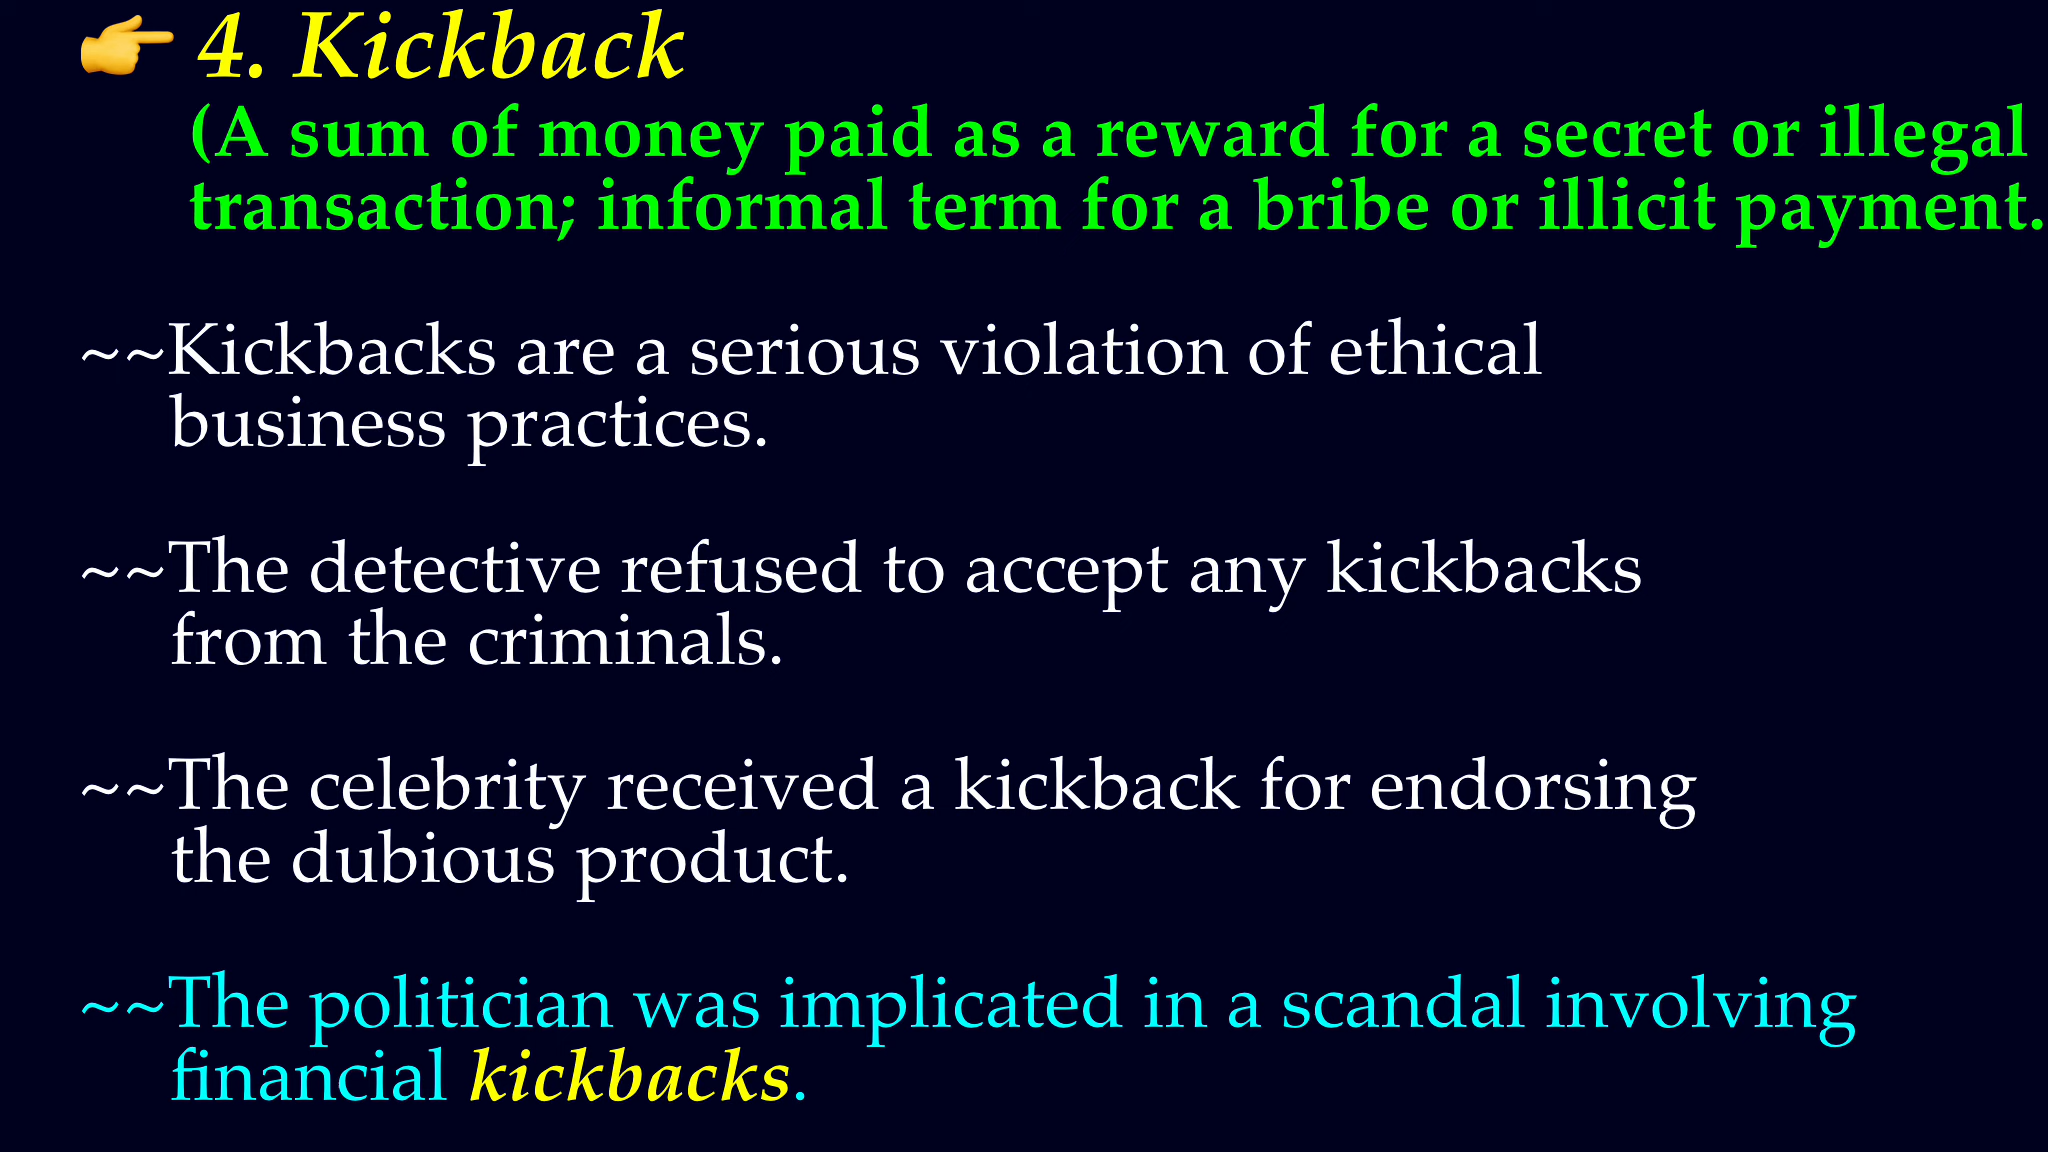 👉 4. Kickback
(A sum of money paid as a reward for a secret or illegal
transaction; informal term for a bribe or illicit payment.
~~Kickbacks are a serious violation of ethical
business practices.
~~The detective refused to accept any kickbacks
from the criminals.
~~The celebrity received a kickback for endorsing
the dubious product.
~~The politician was implicated in a scandal involving
financial kickbacks.